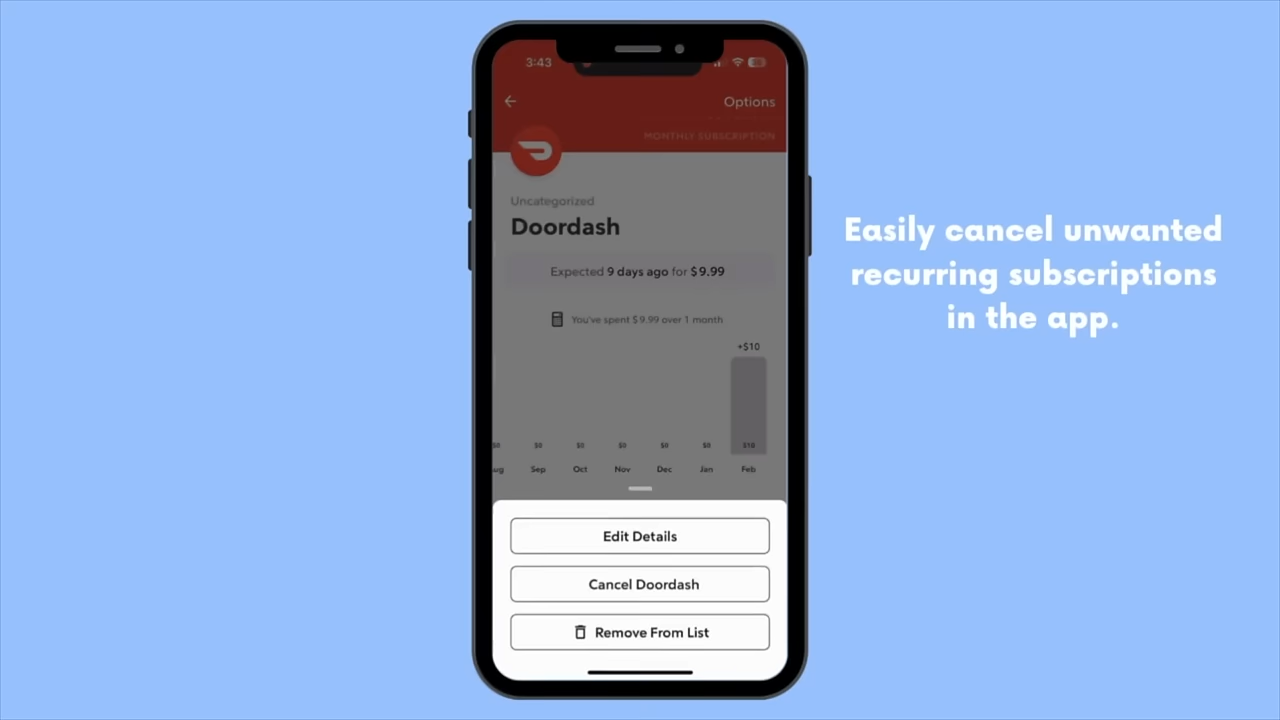 3:43
Options
MONTHLY SUBSCRIPTION
Uncategorized
Doordash
Expected 9 days ago for $9.99
You've spent $9.99 over 1 month
+$10
$0 $0 $0 $0 $0 $0 $10
ug Sep Oct Nov Dec Jan Feb
Edit Details
Cancel Doordash
Remove From List
Easily cancel unwanted
recurring subscriptions
in the app.